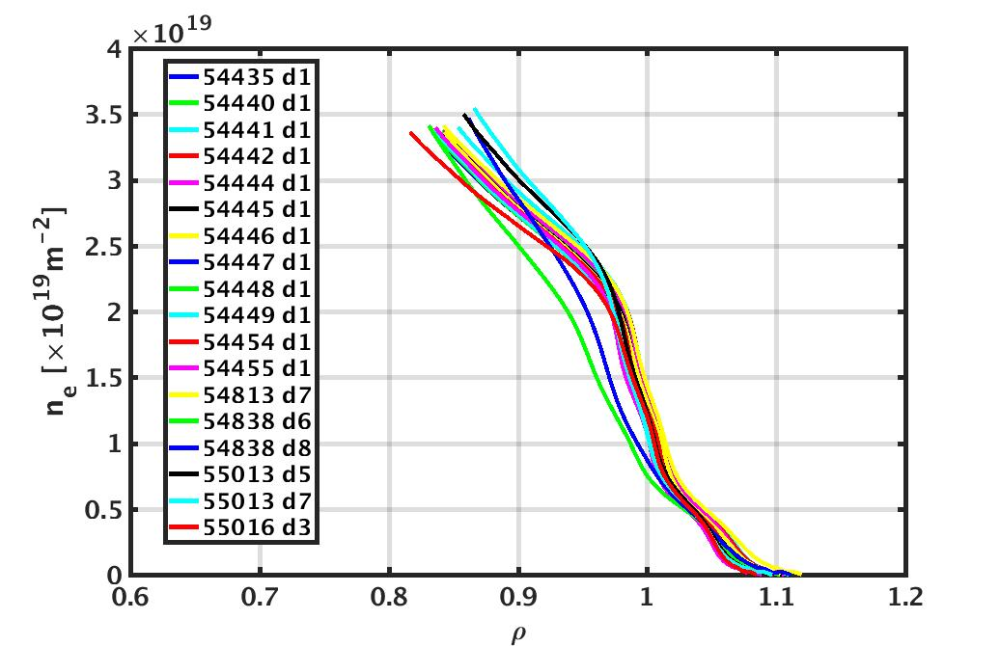 ×10^19
4
3.5
3
2.5
2
1.5
1
0.5
0
n_e [×10^19 m^-2]
54435 d1
54440 d1
54441 d1
54442 d1
54444 d1
54445 d1
54446 d1
54447 d1
54448 d1
54449 d1
54454 d1
54455 d1
54813 d7
54838 d6
54838 d8
55013 d5
55013 d7
55016 d3
0.6 0.7 0.8 0.9 1 1.1 1.2
ρ